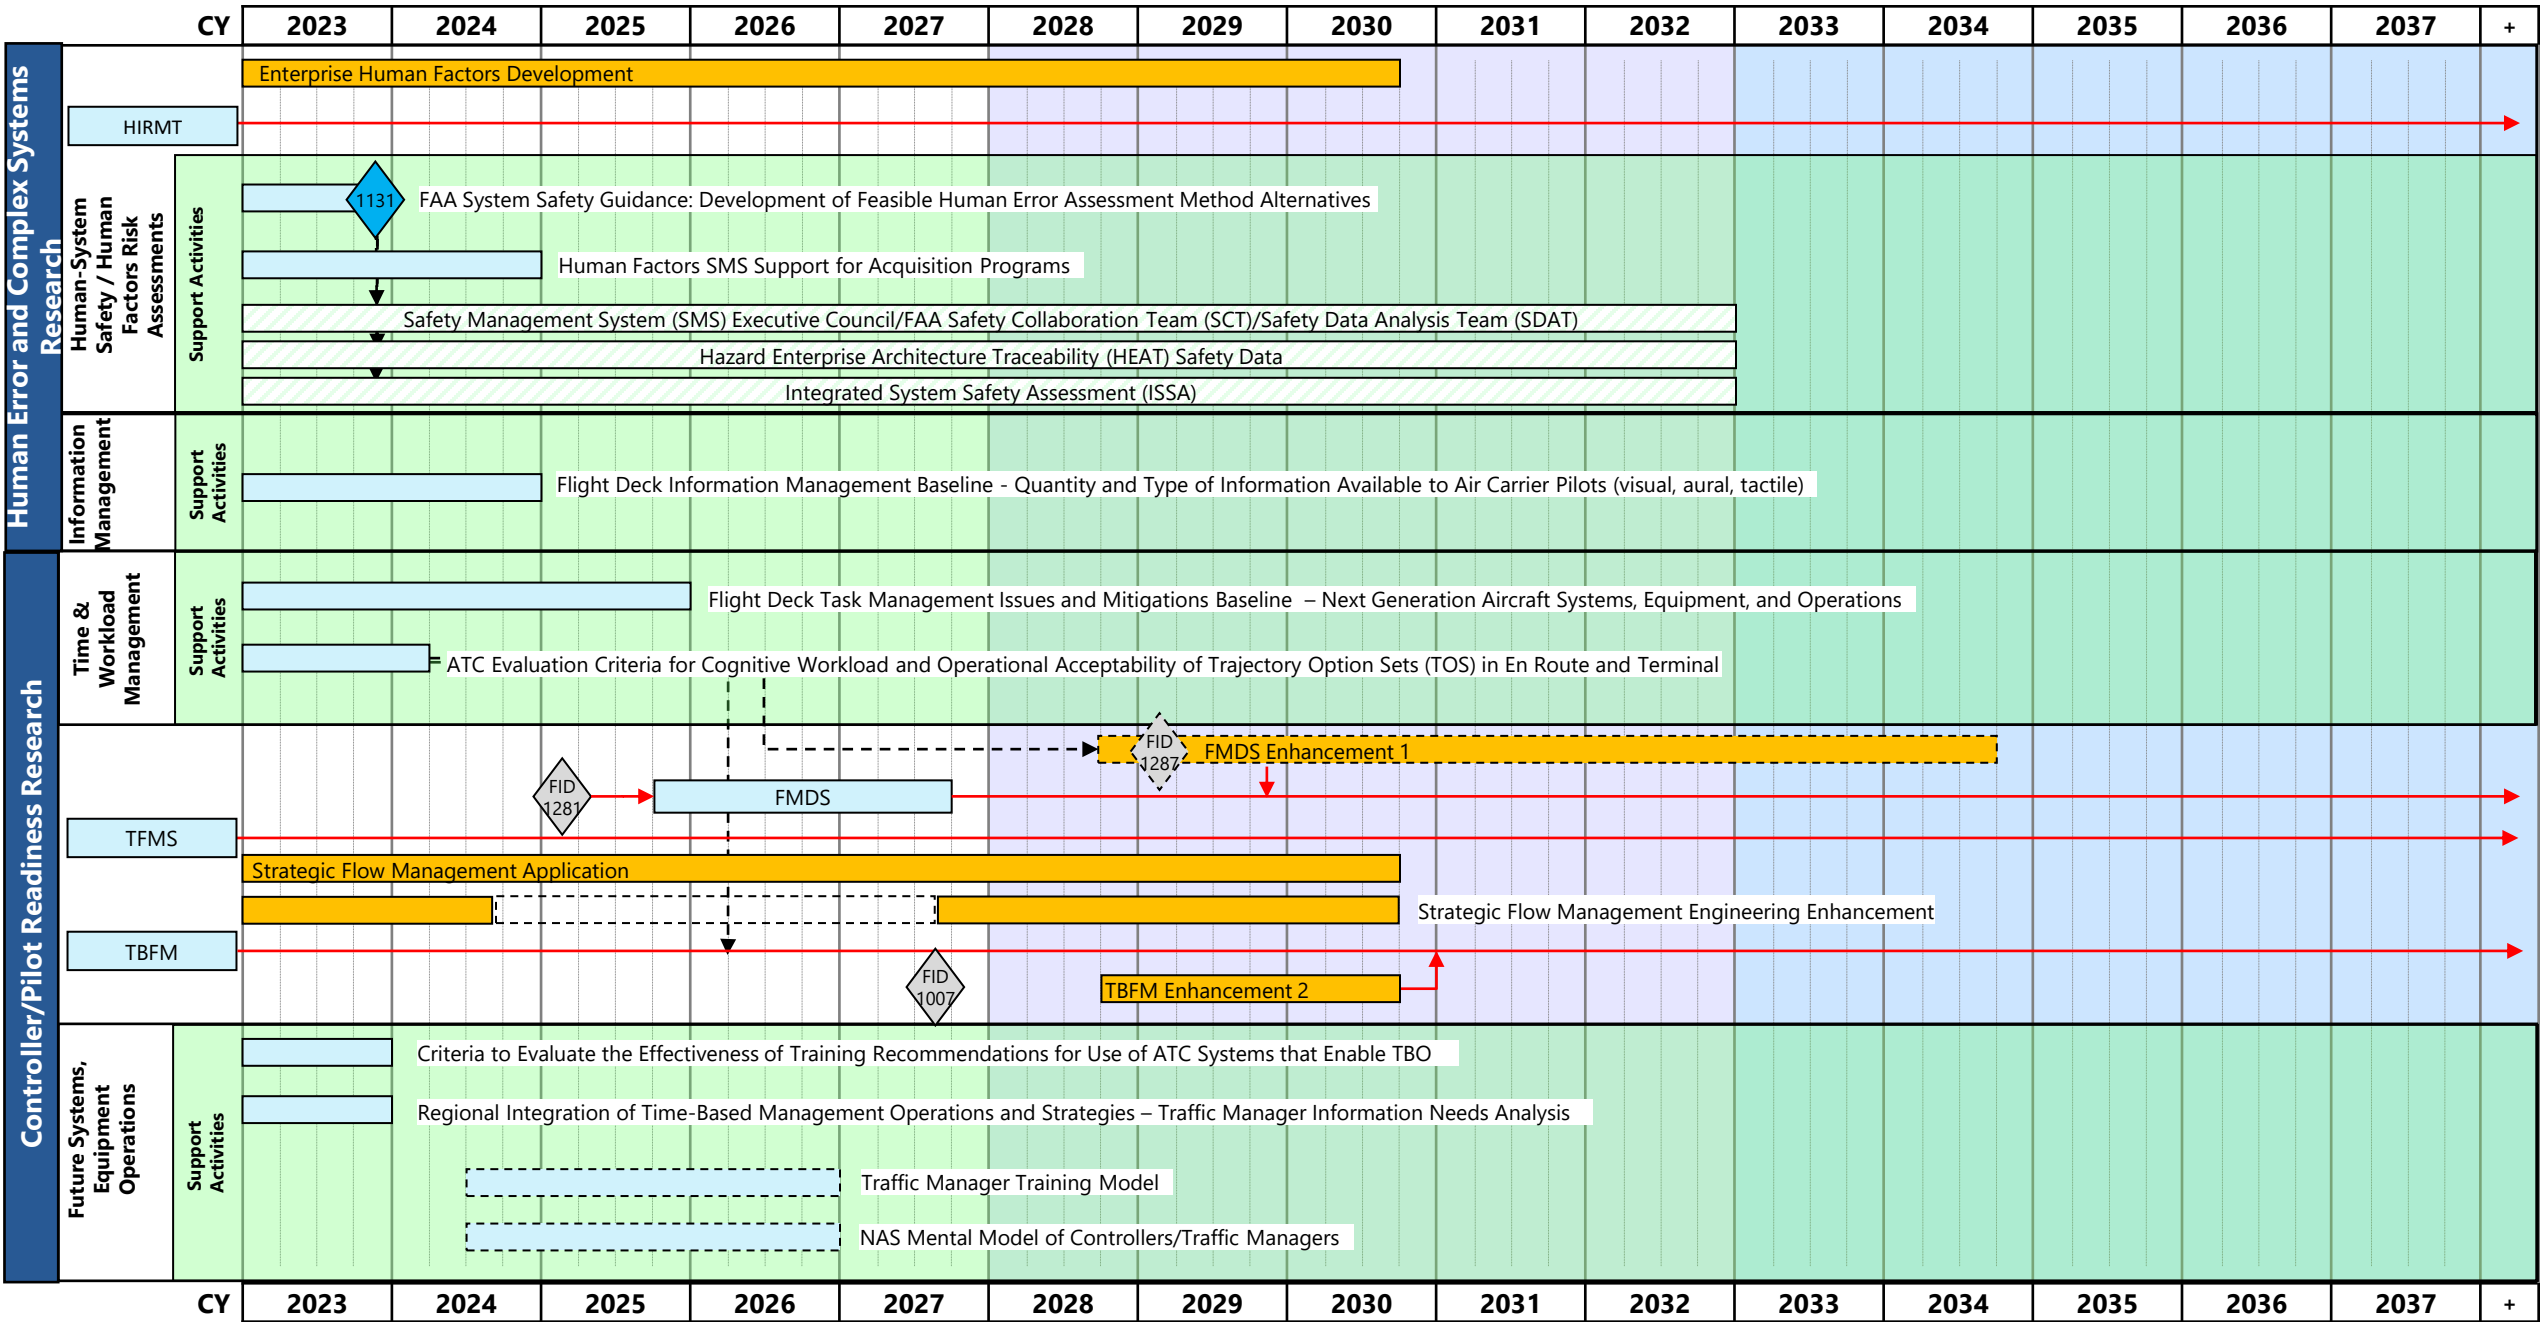 CY 2023 2024 2025 2026 2027 2028 2029 2030 2031 2032 2033 2034 2035 2036 2037 +
Human Error and Complex Systems
Research
Enterprise Human Factors Development
HIRMT
Human-System
Safety / Human
Factors Risk
Assessments
Support Activities
1131
FAA System Safety Guidance: Development of Feasible Human Error Assessment Method Alternatives
Human Factors SMS Support for Acquisition Programs
Safety Management System (SMS) Executive Council/FAA Safety Collaboration Team (SCT)/Safety Data Analysis Team (SDAT)
Hazard Enterprise Architecture Traceability (HEAT) Safety Data
Integrated System Safety Assessment (ISSA)
Information
Management
Support
Activities
Flight Deck Information Management Baseline - Quantity and Type of Information Available to Air Carrier Pilots (visual, aural, tactile)
Controller/Pilot Readiness Research
Time &
Workload
Management
Support
Activities
Flight Deck Task Management Issues and Mitigations Baseline – Next Generation Aircraft Systems, Equipment, and Operations
ATC Evaluation Criteria for Cognitive Workload and Operational Acceptability of Trajectory Option Sets (TOS) in En Route and Terminal
FID
1287
FMDS Enhancement 1
FID
1281
FMDS
TFMS
Strategic Flow Management Application
Strategic Flow Management Engineering Enhancement
TBFM
FID
1007
TBFM Enhancement 2
Future Systems,
Equipment
Operations
Support
Activities
Criteria to Evaluate the Effectiveness of Training Recommendations for Use of ATC Systems that Enable TBO
Regional Integration of Time-Based Management Operations and Strategies – Traffic Manager Information Needs Analysis
Traffic Manager Training Model
NAS Mental Model of Controllers/Traffic Managers
CY 2023 2024 2025 2026 2027 2028 2029 2030 2031 2032 2033 2034 2035 2036 2037 +